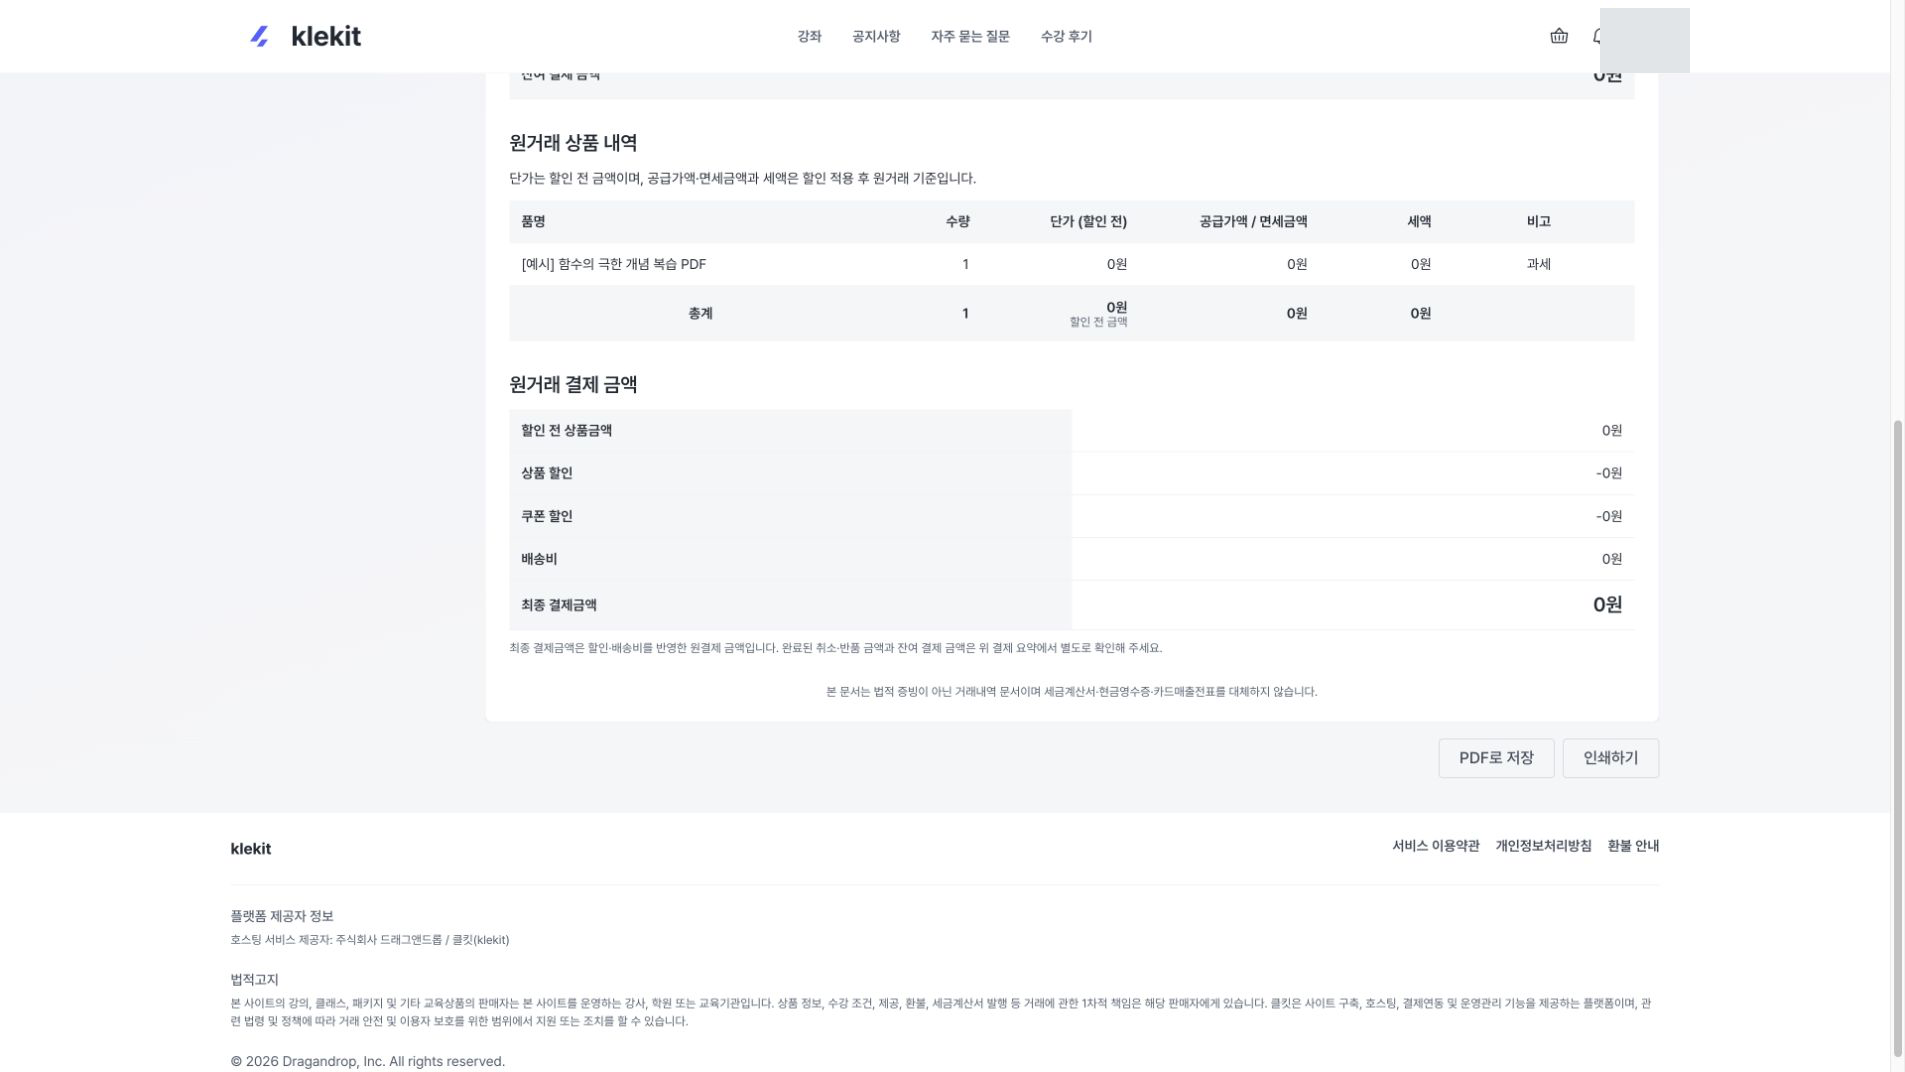 klekit
강좌
공지사항
자주 묻는 질문
수강 후기
잔여 결제 금액
0원
원거래 상품 내역
단가는 할인 전 금액이며, 공급가액·면세금액과 세액은 할인 적용 후 원거래 기준입니다.
품명 수량 단가 (할인 전) 공급가액 / 면세금액 세액 비고
[예시] 함수의 극한 개념 복습 PDF 1 0원 0원 0원 과세
총계 1 0원 0원 0원
할인 전 금액
원거래 결제 금액
할인 전 상품금액 0원
상품 할인 -0원
쿠폰 할인 -0원
배송비 0원
최종 결제금액 0원
최종 결제금액은 할인·배송비를 반영한 원결제 금액입니다. 완료된 취소·반품 금액과 잔여 결제 금액은 위 결제 요약에서 별도로 확인해 주세요.
본 문서는 법적 증빙이 아닌 거래내역 문서이며 세금계산서·현금영수증·카드매출전표를 대체하지 않습니다.
PDF로 저장
인쇄하기
klekit
서비스 이용약관 개인정보처리방침 환불 안내
플랫폼 제공자 정보
호스팅 서비스 제공자: 주식회사 드래그앤드롭 / 클킷(klekit)
법적고지
본 사이트의 강의, 클래스, 패키지 및 기타 교육상품의 판매자는 본 사이트를 운영하는 강사, 학원 또는 교육기관입니다. 상품 정보, 수강 조건, 제공, 환불, 세금계산서 발행 등 거래에 관한 1차적 책임은 해당 판매자에게 있습니다. 클킷은 사이트 구축, 호스팅, 결제연동 및 운영관리 기능을 제공하는 플랫폼이며, 관
련 법령 및 정책에 따라 거래 안전 및 이용자 보호를 위한 범위에서 지원 또는 조치를 할 수 있습니다.
© 2026 Dragandrop, Inc. All rights reserved.